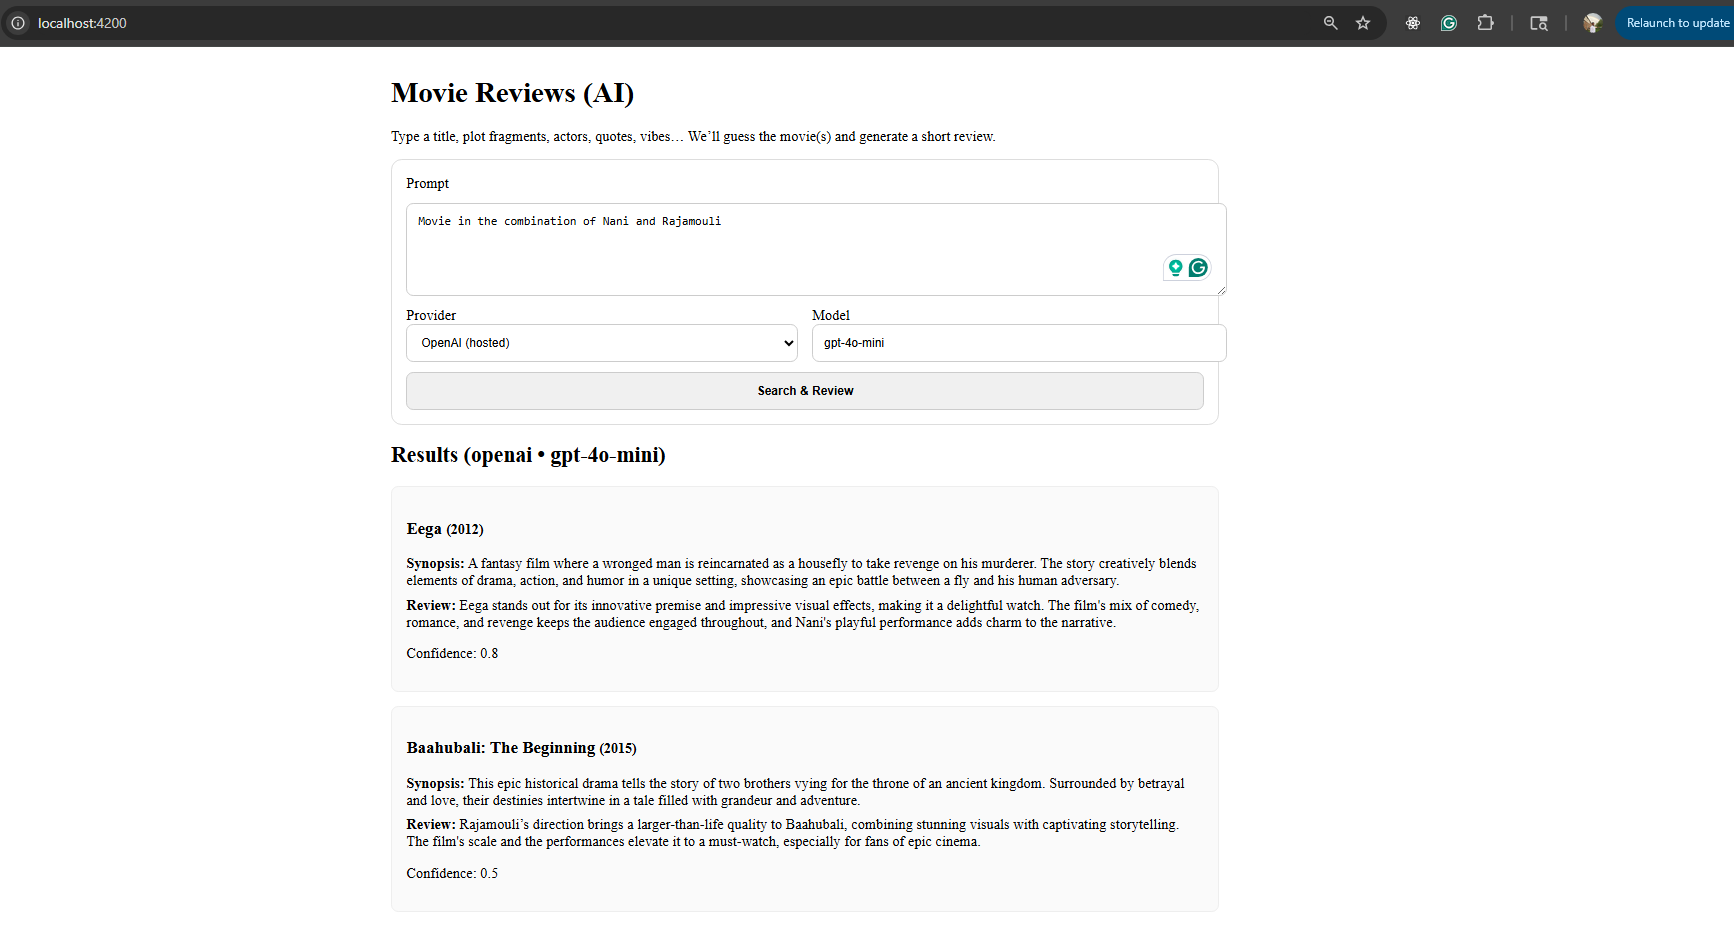 localhost:4200
Relaunch to update
Movie Reviews (AI)
Type a title, plot fragments, actors, quotes, vibes… We’ll guess the movie(s) and generate a short review.
Prompt
Movie in the combination of Nani and Rajamouli
Provider
Model
OpenAI (hosted)
gpt-4o-mini
Search & Review
Results (openai • gpt-4o-mini)
Eega (2012)
Synopsis: A fantasy film where a wronged man is reincarnated as a housefly to take revenge on his murderer. The story creatively blends
elements of drama, action, and humor in a unique setting, showcasing an epic battle between a fly and his human adversary.
Review: Eega stands out for its innovative premise and impressive visual effects, making it a delightful watch. The film's mix of comedy,
romance, and revenge keeps the audience engaged throughout, and Nani's playful performance adds charm to the narrative.
Confidence: 0.8
Baahubali: The Beginning (2015)
Synopsis: This epic historical drama tells the story of two brothers vying for the throne of an ancient kingdom. Surrounded by betrayal
and love, their destinies intertwine in a tale filled with grandeur and adventure.
Review: Rajamouli’s direction brings a larger-than-life quality to Baahubali, combining stunning visuals with captivating storytelling.
The film's scale and the performances elevate it to a must-watch, especially for fans of epic cinema.
Confidence: 0.5